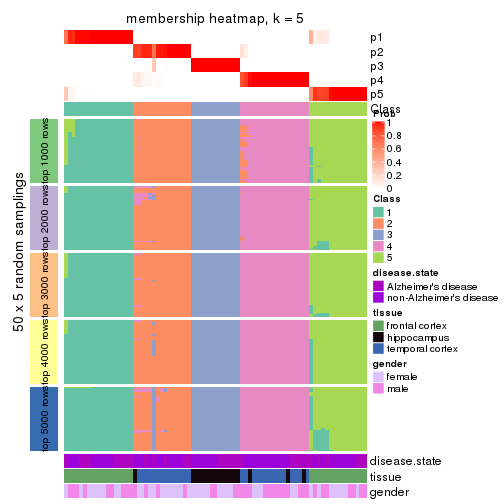 membership heatmap, k = 5
p1
p2
p3
p4
p5
Class
Prob
1
0.8
0.6
0.4
0.2
0
Class
1
2
3
4
5
disease.state
Alzheimer's disease
non-Alzheimer's disease
tissue
frontal cortex
hippocampus
temporal cortex
gender
female
male
50 x 5 random samplings
top 1000 rows
top 2000 rows
top 3000 rows
top 4000 rows
top 5000 rows
disease.state
tissue
gender